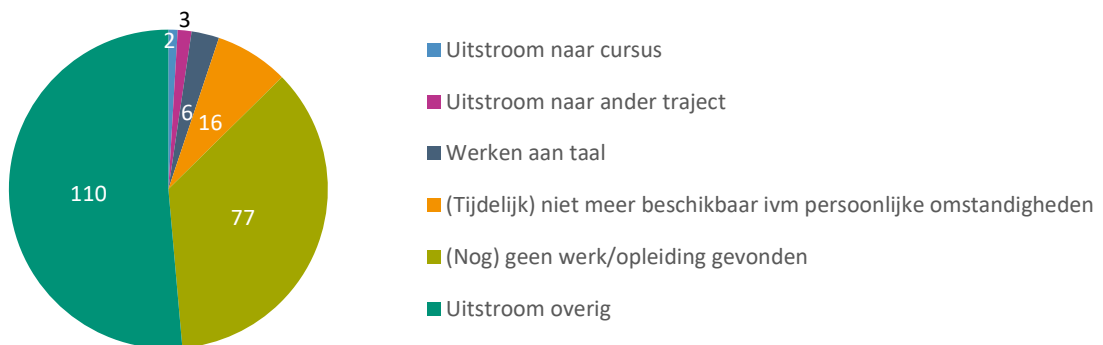 3
2
6
16
110
77
Uitstroom naar cursus
Uitstroom naar ander traject
Werken aan taal
(Tijdelijk) niet meer beschikbaar ivm persoonlijke omstandigheden
(Nog) geen werk/opleiding gevonden
Uitstroom overig